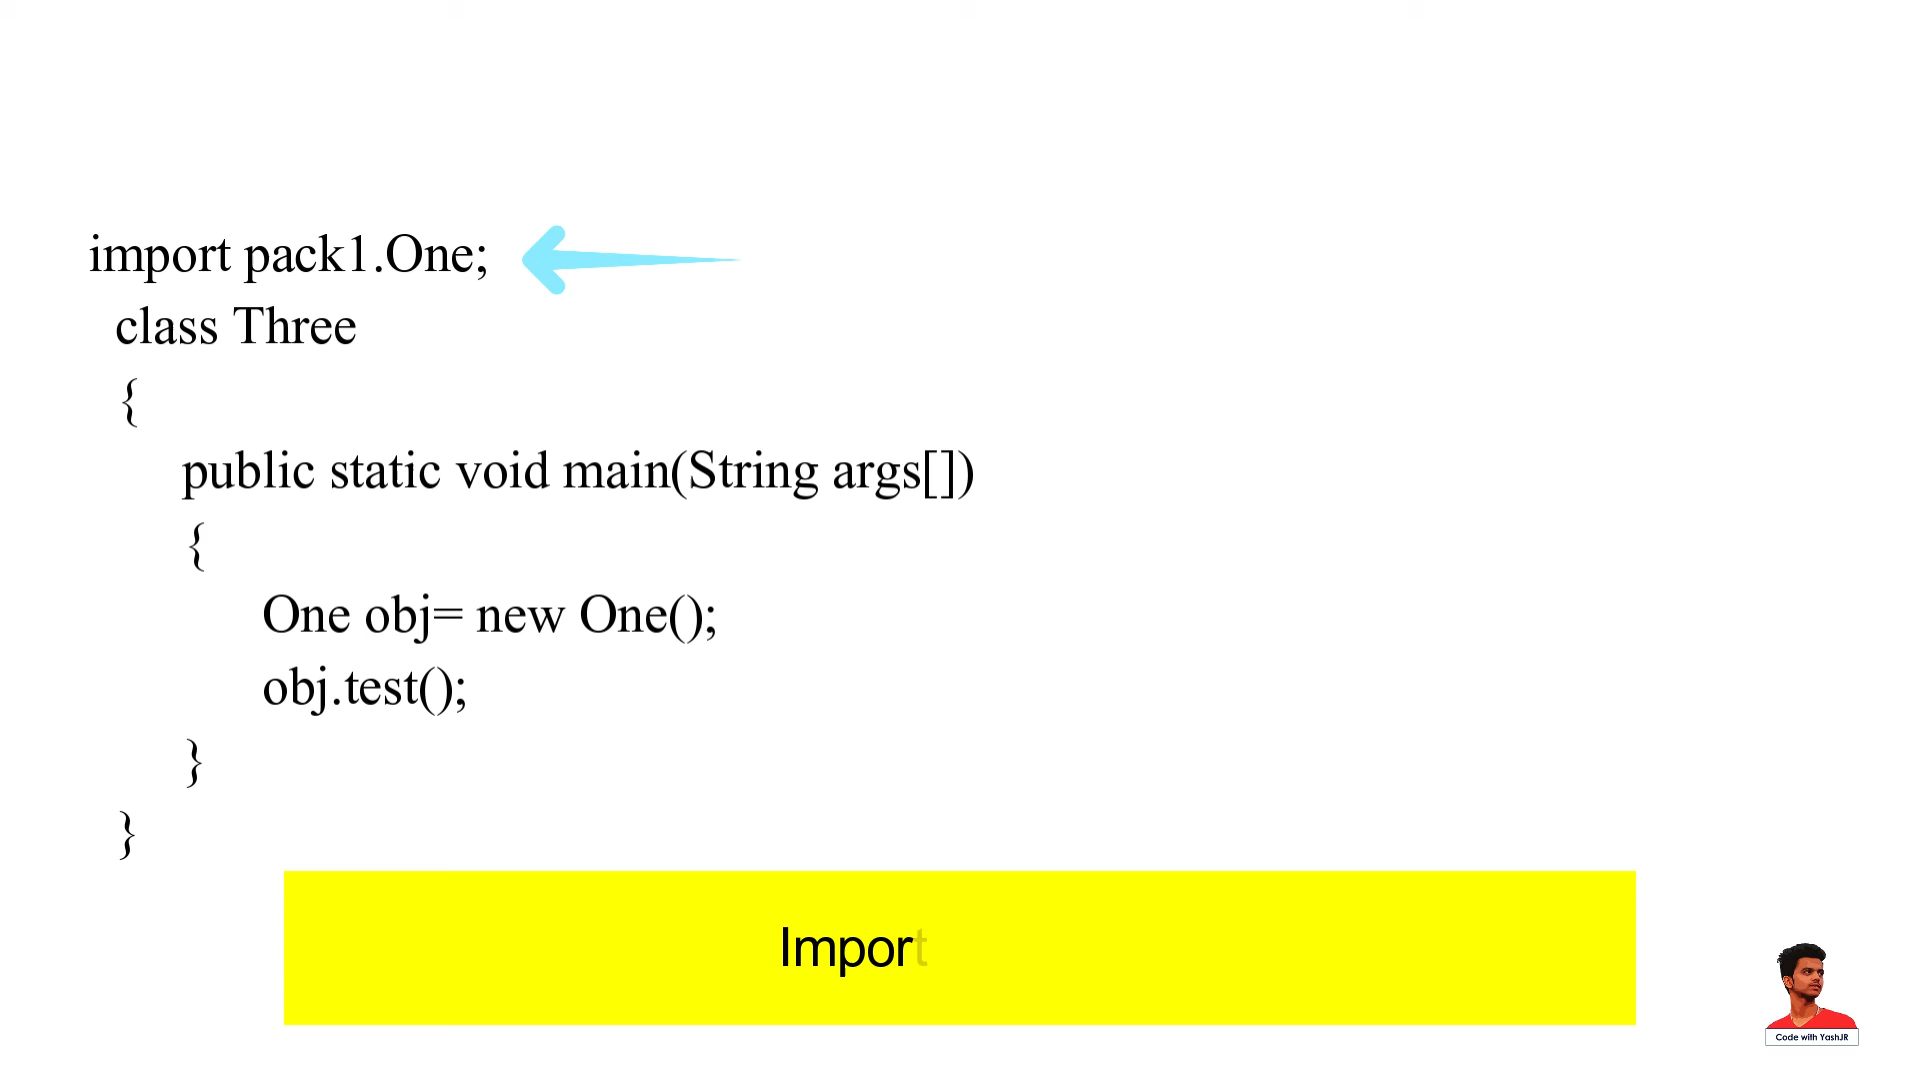 import pack1.One;
class Three
{
public static void main(String args[])
{
One obj= new One();
obj.test();
}
}
Import
Code with YashJR